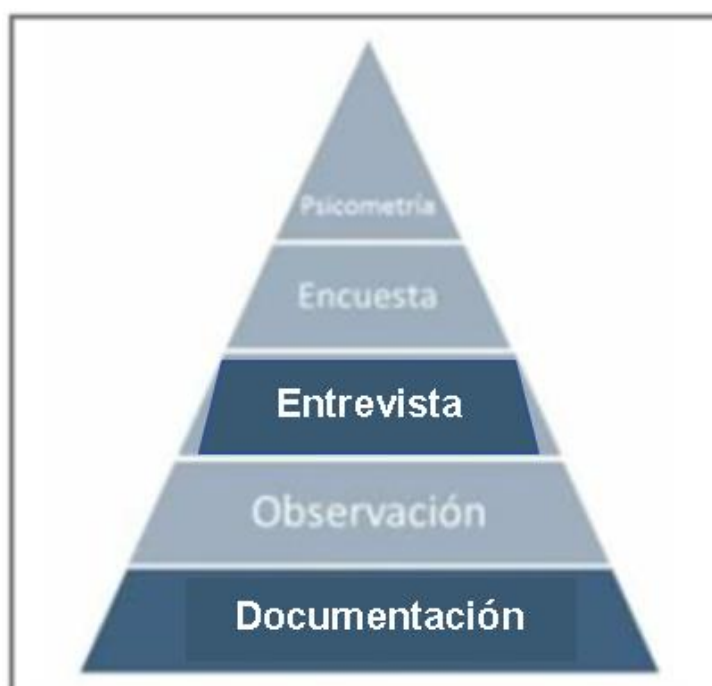 Psicometría
Encuesta
Entrevista
Observación
Documentación